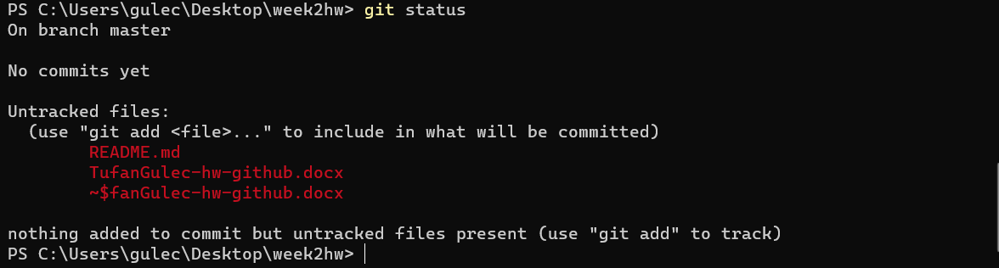 PS C:\Users\gulec\Desktop\week2hw> git status
On branch master
No commits yet
Untracked files:
(use "git add <file>..." to include in what will be committed)
README.md
TufanGulec-hw-github.docx
~$fanGulec-hw-github.docx
nothing added to commit but untracked files present (use "git add" to track)
PS C:\Users\gulec\Desktop\week2hw>